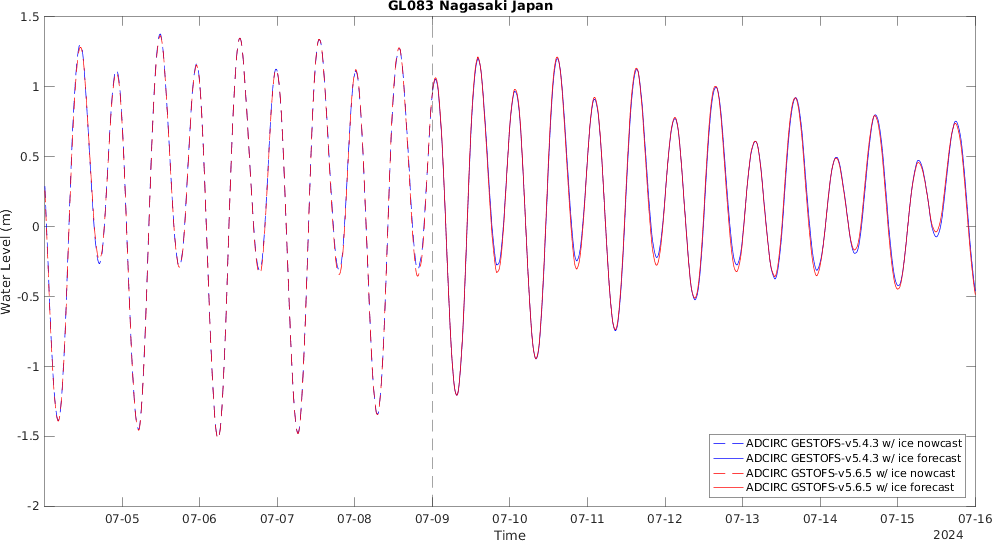 GL083 Nagasaki Japan
1.5
1
0.5
0
-0.5
-1
-1.5
-2
Water Level (m)
07-05 07-06 07-07 07-08 07-09 07-10 07-11 07-12 07-13 07-14 07-15 07-16
Time
2024
ADCIRC GESTOFS-v5.4.3 w/ ice nowcast
ADCIRC GESTOFS-v5.4.3 w/ ice forecast
ADCIRC GSTOFS-v5.6.5 w/ ice nowcast
ADCIRC GSTOFS-v5.6.5 w/ ice forecast